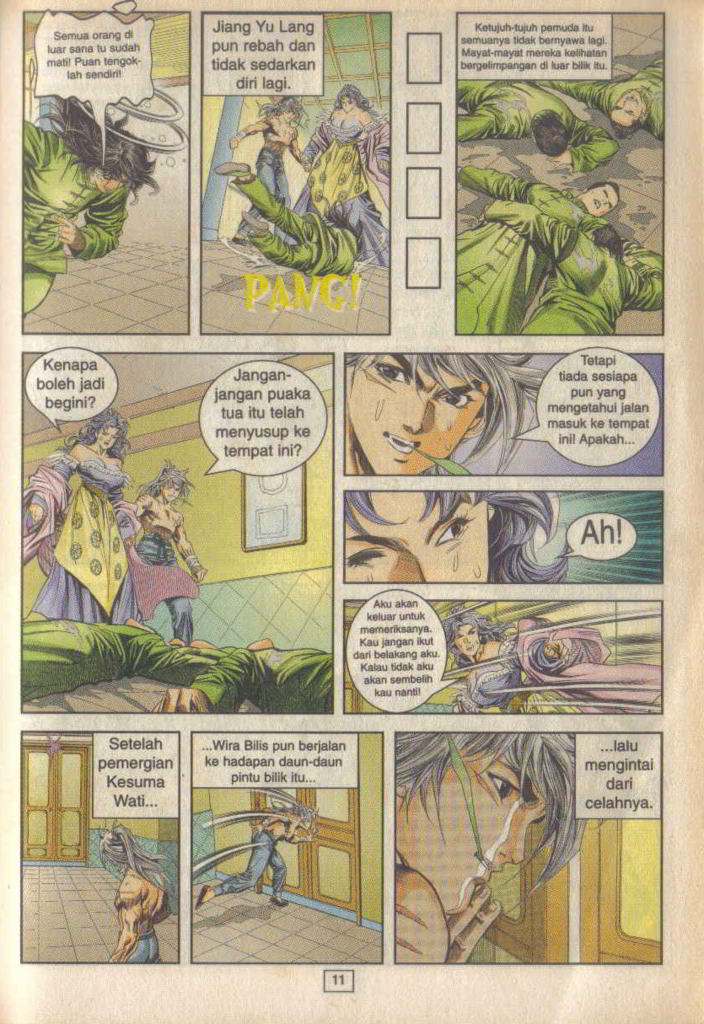 Semua orang di
luar sana tu sudah
mati! Puan tengok-
lah sendiri!
Jiang Yu Lang
pun rebah dan
tidak sedarkan
diri lagi.
PANG!
Ketujuh-tujuh pemuda itu
semuanya tidak bernyawa lagi.
Mayat-mayat mereka kelihatan
bergelimpangan di luar bilik itu.
Kenapa
boleh jadi
begini?
Jangan-
jangan puaka
tua itu telah
menyusup ke
tempat ini?
Tetapi
tiada sesiapa
pun yang
mengetahui jalan
masuk ke tempat
ini! Apakah...
Ah!
Aku akan
keluar untuk
memeriksanya.
Kau jangan ikut
dari belakang aku.
Kalau tidak aku
akan sembelih
kau nanti!
Setelah
pemergian
Kesuma
Wati...
...Wira Bilis pun berjalan
ke hadapan daun-daun
pintu bilik itu...
...lalu
mengintai
dari
celahnya.
11